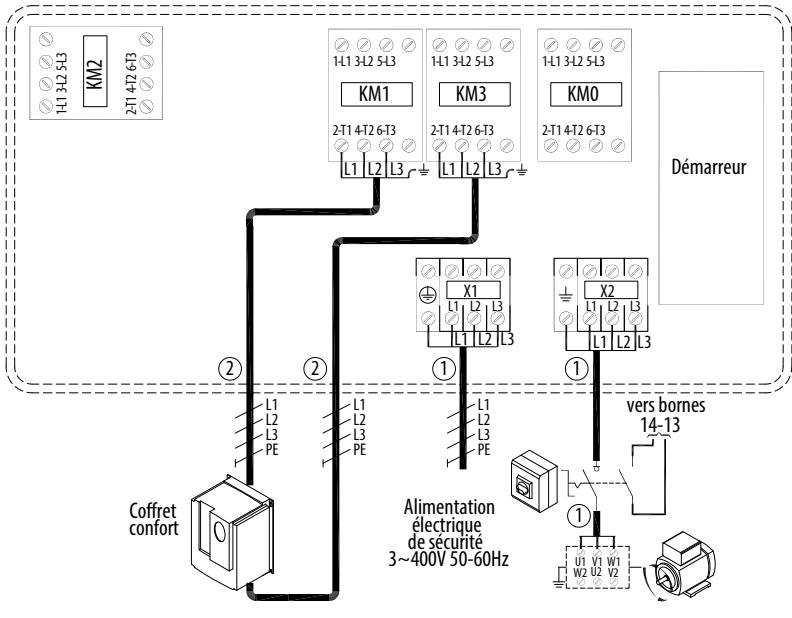 1-L1 3-L2 5-L3
KM2
2-T1 4-T2 6-T3
1-L1 3-L2 5-L3
KM1
2-T1 4-T2 6-T3
L1 L2 L3
1-L1 3-L2 5-L3
KM3
2-T1 4-T2 6-T3
L1 L2 L3
1-L1 3-L2 5-L3
KM0
2-T1 4-T2 6-T3
Démarreur
X1
L1 L2 L3
L1 L2 L3
X2
L1 L2 L3
L1 L2 L3
2
2
1
1
L1
L2
L3
PE
L1
L2
L3
PE
L1
L2
L3
PE
vers bornes
14-13
Coffret
confort
Alimentation
électrique
de sécurité
3~400V 50-60Hz
1
U1 V1 W1
W2 U2 V2